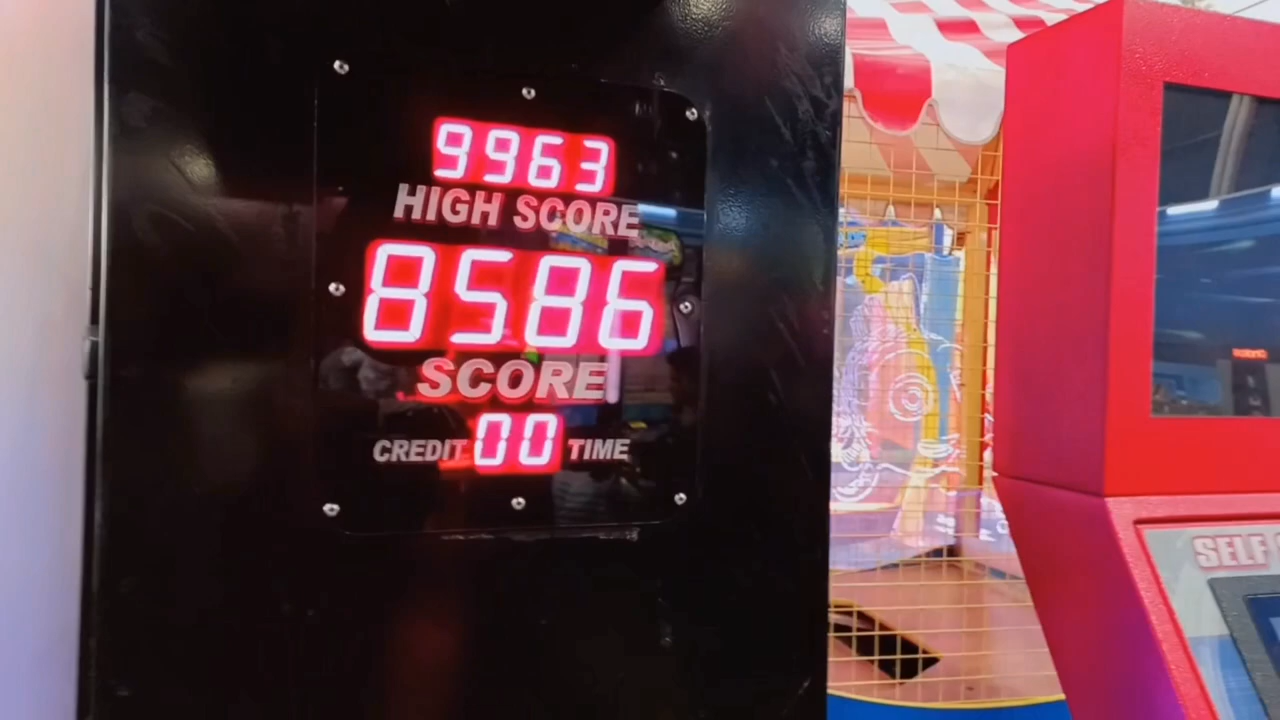 9963
HIGH SCORE
8586
SCORE
CREDIT 00 TIME
SELF